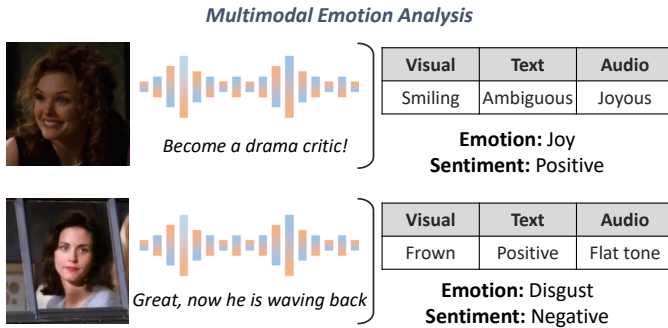 Multimodal Emotion Analysis
Become a drama critic!
Visual Text Audio
Smiling Ambiguous Joyous
Emotion: Joy
Sentiment: Positive
Great, now he is waving back
Visual Text Audio
Frown Positive Flat tone
Emotion: Disgust
Sentiment: Negative